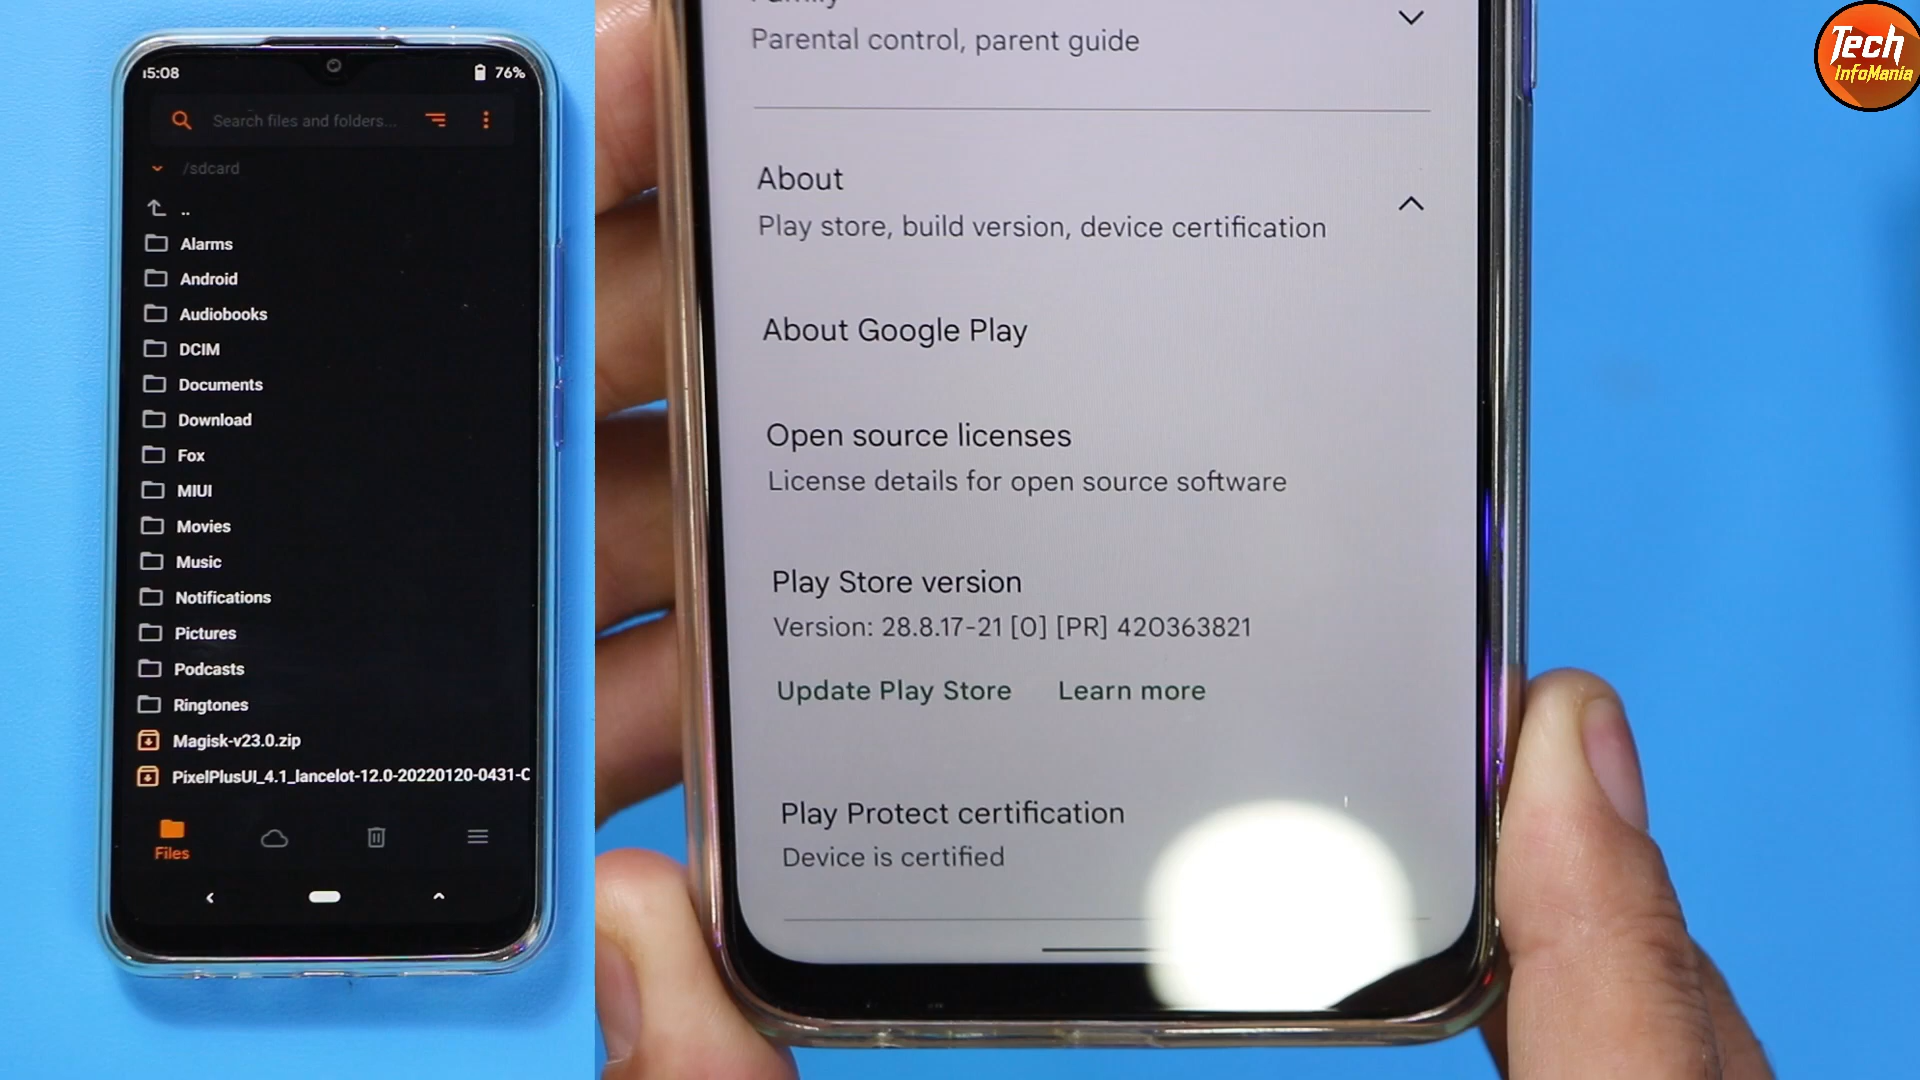 15:08
76%
Search files and folders...
/sdcard
..
Alarms
Android
Audiobooks
DCIM
Documents
Download
Fox
MIUI
Movies
Music
Notifications
Pictures
Podcasts
Ringtones
Magisk-v23.0.zip
PixelPlusUI_4.1_lancelot-12.0-20220120-0431-O
Files
Family
Parental control, parent guide
About
Play store, build version, device certification
About Google Play
Open source licenses
License details for open source software
Play Store version
Version: 28.8.17-21 [0] [PR] 420363821
Update Play Store Learn more
Play Protect certification
Device is certified
Tech
InfoMania